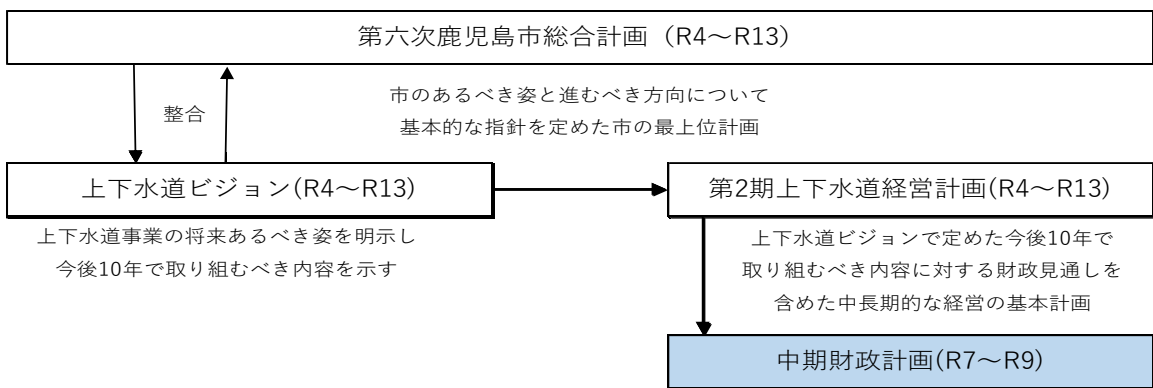 第六次鹿児島市総合計画（R4～R13）
整合
市のあるべき姿と進むべき方向について
基本的な指針を定めた市の最上位計画
上下水道ビジョン(R4～R13)
上下水道事業の将来あるべき姿を明示し
今後10年で取り組むべき内容を示す
第2期上下水道経営計画(R4～R13)
上下水道ビジョンで定めた今後10年で
取り組むべき内容に対する財政見通しを
含めた中長期的な経営の基本計画
中期財政計画(R7～R9)